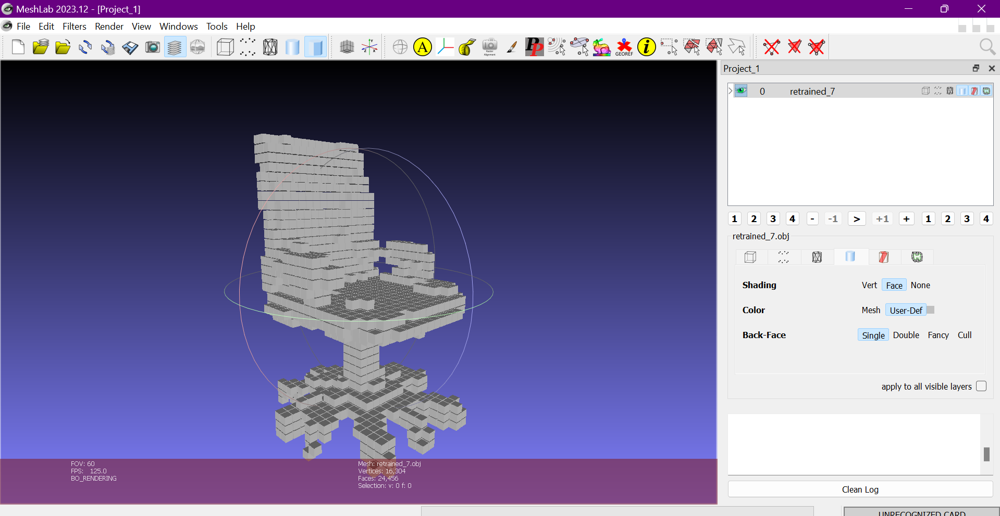 MeshLab 2023.12 - [Project_1]
File Edit Filters Render View Windows Tools Help
A
Raster Alignment
PP
GEOREF
i
Project_1
0 retrained_7
1 2 3 4 - -1 > +1 + 1 2 3 4
retrained_7.obj
Shading Vert Face None
Color Mesh User-Def
Back-Face Single Double Fancy Cull
apply to all visible layers
FOV: 60
FPS: 125.0
BO_RENDERING
Mesh: retrained_7.obj
Vertices: 16,304
Faces: 24,456
Selection: v: 0 f: 0
Clean Log
UNRECOGNIZED CARD